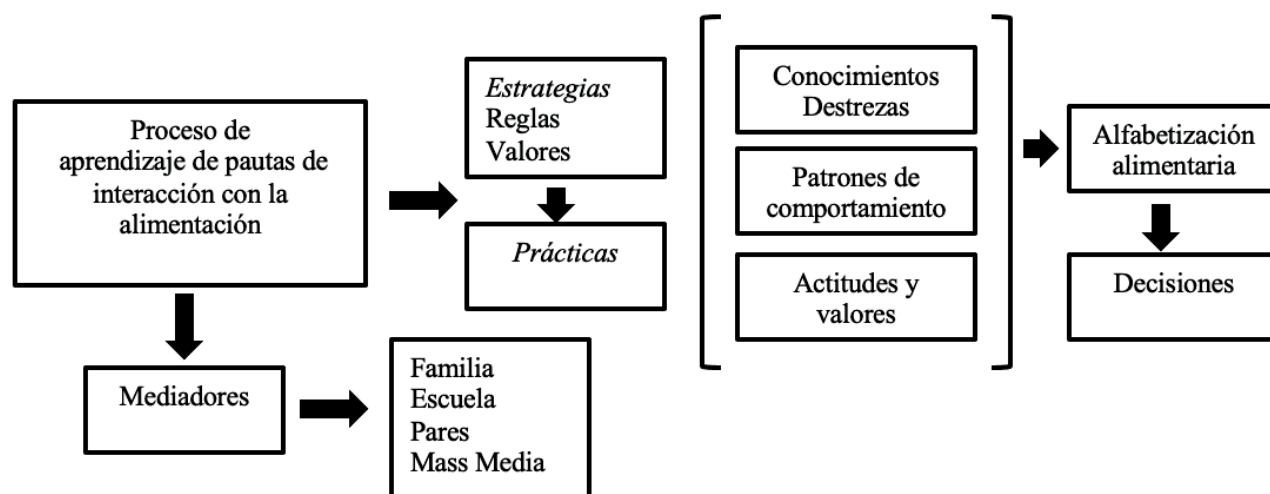 Proceso de
aprendizaje de pautas de
interacción con la
alimentación
Estrategias
Reglas
Valores
Prácticas
Conocimientos
Destrezas
Patrones de
comportamiento
Actitudes y
valores
Alfabetización
alimentaria
Decisiones
Mediadores
Familia
Escuela
Pares
Mass Media